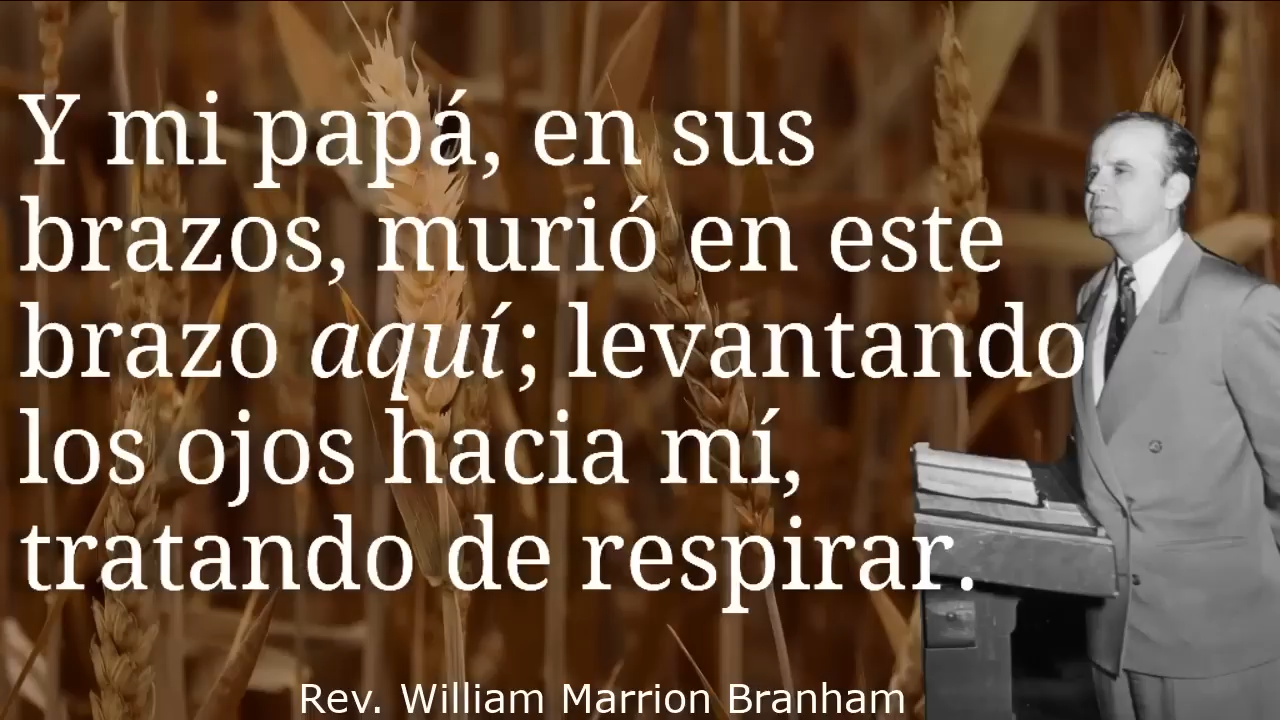 Y mi papá, en sus
brazos, murió en este
brazo aquí; levantando
los ojos hacia mí,
tratando de respirar.
Rev. William Marrion Branham